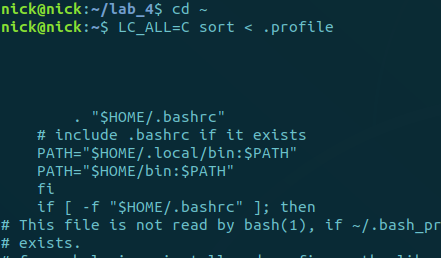 nick@nick:~/lab_4$ cd ~
nick@nick:~$ LC_ALL=C sort < .profile
. "$HOME/.bashrc"
# include .bashrc if it exists
PATH="$HOME/.local/bin:$PATH"
PATH="$HOME/bin:$PATH"
fi
if [ -f "$HOME/.bashrc" ]; then
# This file is not read by bash(1), if ~/.bash_pr
# exists.